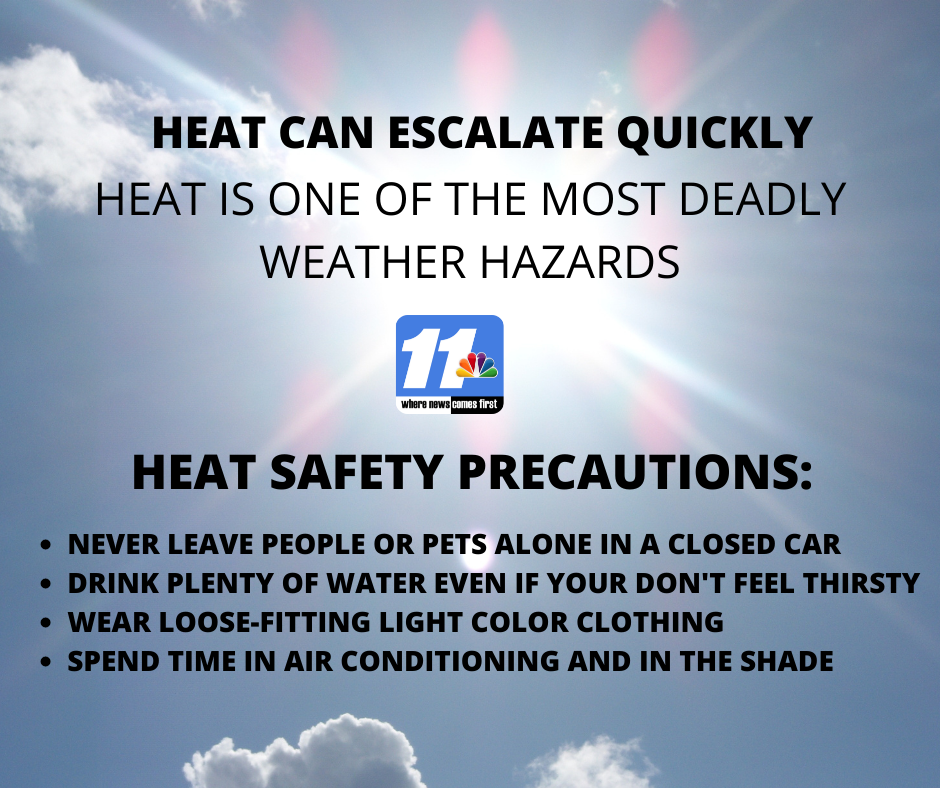 HEAT CAN ESCALATE QUICKLY
HEAT IS ONE OF THE MOST DEADLY
WEATHER HAZARDS
11
where news comes first
HEAT SAFETY PRECAUTIONS:
• NEVER LEAVE PEOPLE OR PETS ALONE IN A CLOSED CAR
• DRINK PLENTY OF WATER EVEN IF YOUR DON'T FEEL THIRSTY
• WEAR LOOSE-FITTING LIGHT COLOR CLOTHING
• SPEND TIME IN AIR CONDITIONING AND IN THE SHADE